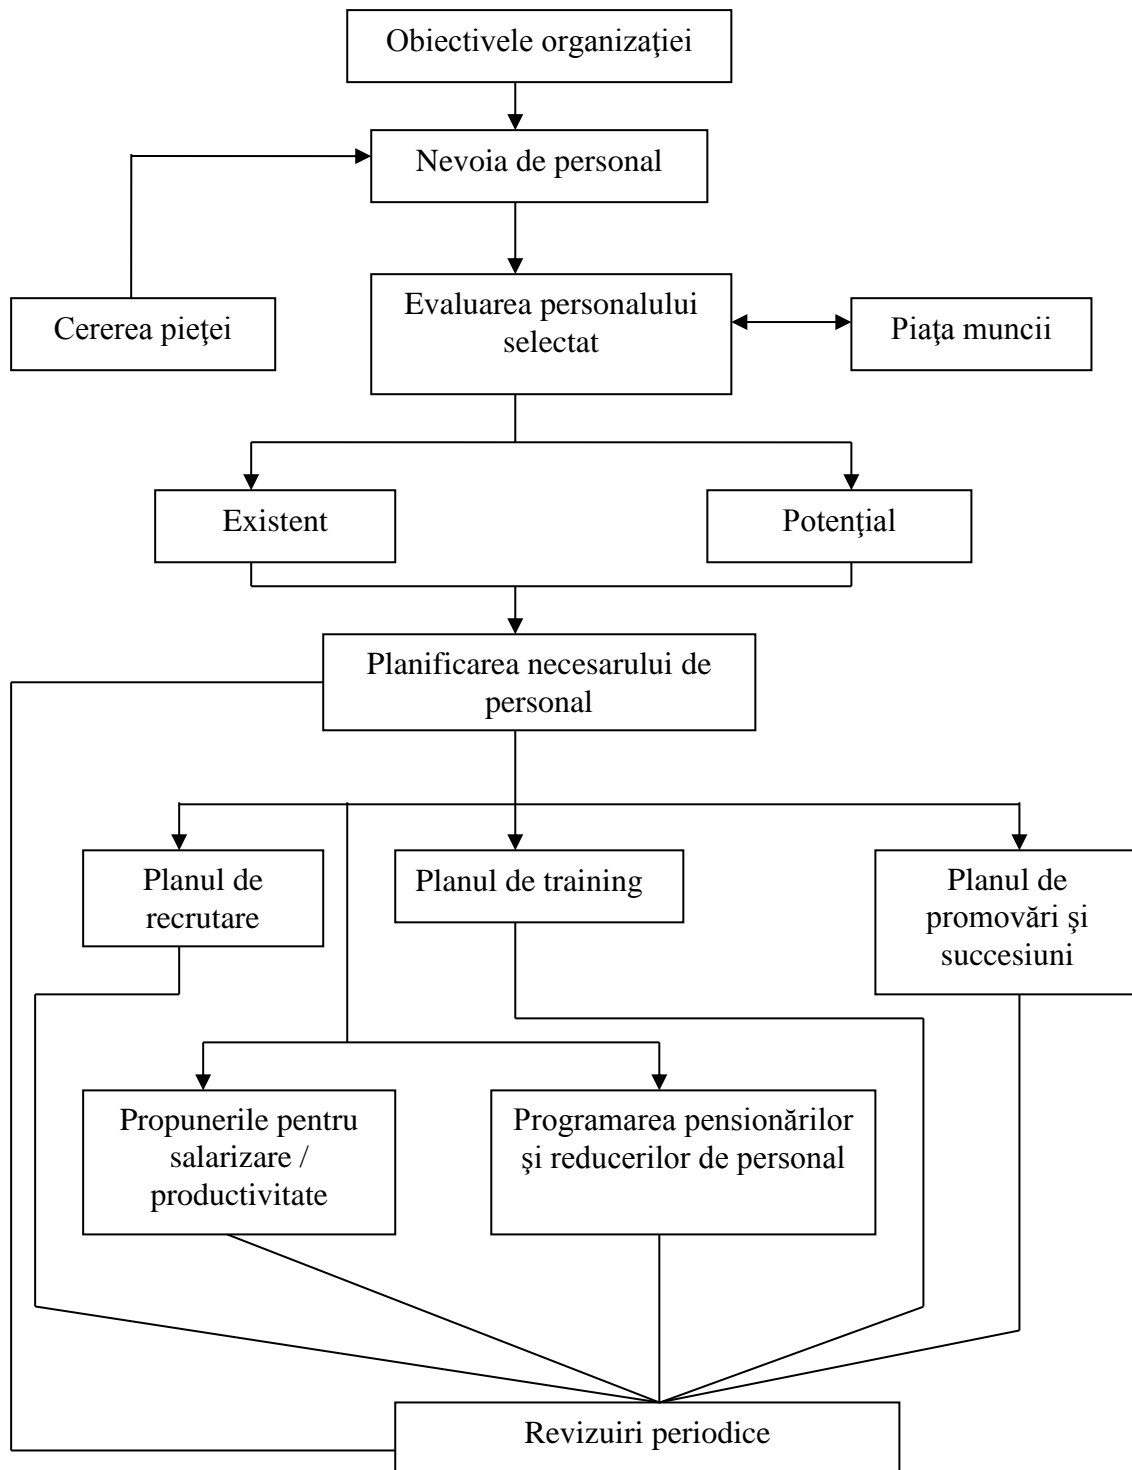 Obiectivele organizaţiei
Nevoia de personal
Cererea pieţei
Evaluarea personalului
selectat
Piaţa muncii
Existent
Potenţial
Planificarea necesarului de
personal
Planul de
recrutare
Planul de training
Planul de
promovări şi
succesiuni
Propunerile pentru
salarizare /
productivitate
Programarea pensionărilor
şi reducerilor de personal
Revizuiri periodice